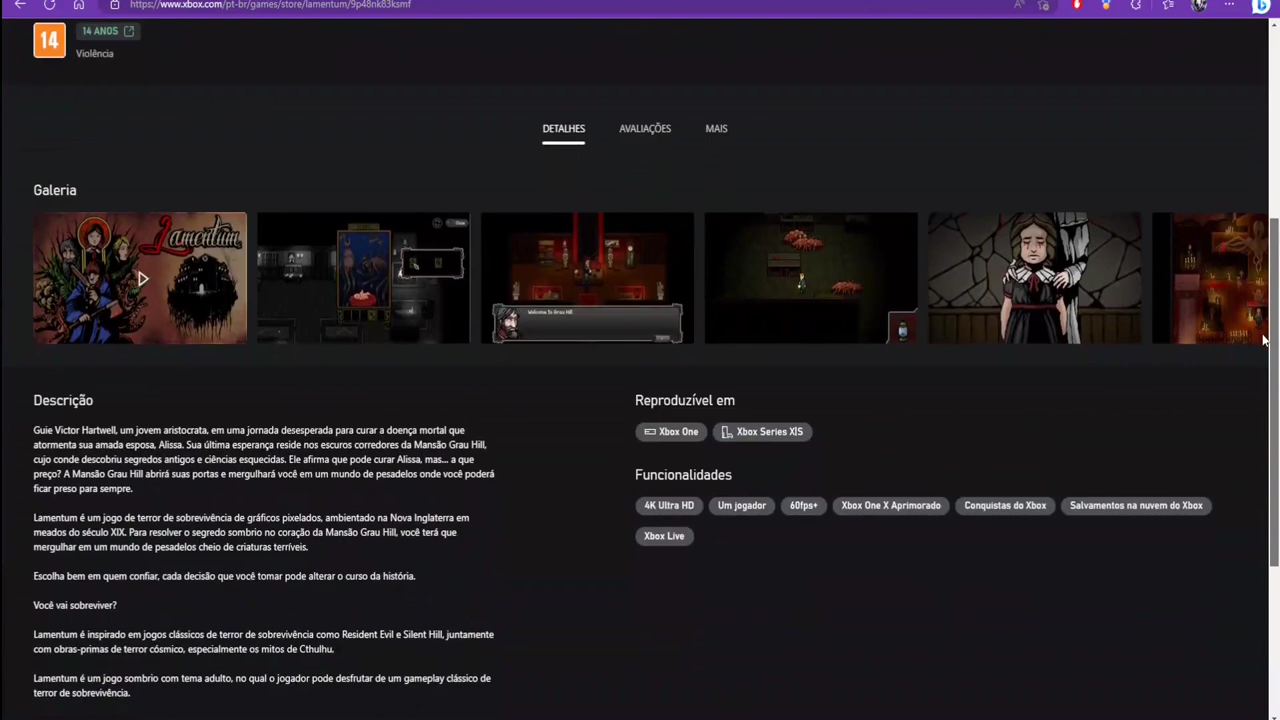 https://www.xbox.com/pt-br/games/store/lamentum/9p48nk83ksmf
14
14 ANOS
Violência
DETALHES
AVALIAÇÕES
MAIS
Galeria
Lamentum
Welcome to Grau Hill
Descrição
Guie Victor Hartwell, um jovem aristocrata, em uma jornada desesperada para curar a doença mortal que
atormenta sua amada esposa, Alissa. Sua última esperança reside nos escuros corredores da Mansão Grau Hill,
cujo conde descobriu segredos antigos e ciências esquecidas. Ele afirma que pode curar Alissa, mas... a que
preço? A Mansão Grau Hill abrirá suas portas e mergulhará você em um mundo de pesadelos onde você poderá
ficar preso para sempre.
Lamentum é um jogo de terror de sobrevivência de gráficos pixelados, ambientado na Nova Inglaterra em
meados do século XIX. Para resolver o segredo sombrio no coração da Mansão Grau Hill, você terá que
mergulhar em um mundo de pesadelos cheio de criaturas terríveis.
Escolha bem em quem confiar, cada decisão que você tomar pode alterar o curso da história.
Você vai sobreviver?
Lamentum é inspirado em jogos clássicos de terror de sobrevivência como Resident Evil e Silent Hill, juntamente
com obras-primas de terror cósmico, especialmente os mitos de Cthulhu.
Lamentum é um jogo sombrio com tema adulto, no qual o jogador pode desfrutar de um gameplay clássico de
terror de sobrevivência.
Reproduzível em
Xbox One
Xbox Series X|S
Funcionalidades
4K Ultra HD
Um jogador
60fps+
Xbox One X Aprimorado
Conquistas do Xbox
Salvamentos na nuvem do Xbox
Xbox Live